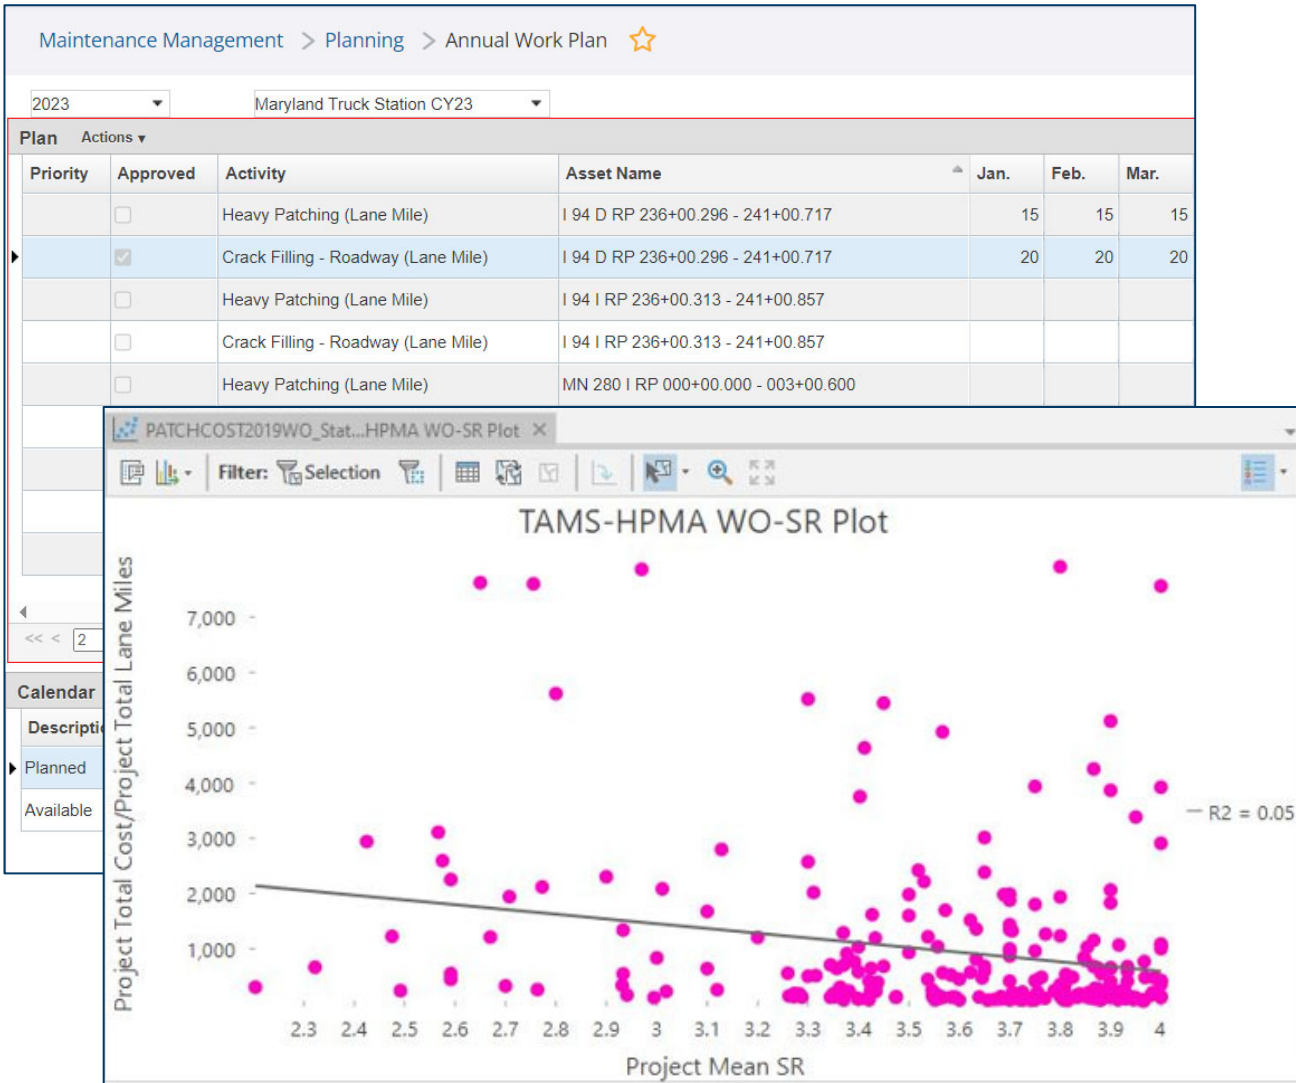 Maintenance Management > Planning > Annual Work Plan
2023 Maryland Truck Station CY23
Plan Actions
Priority Approved Activity Asset Name Jan. Feb. Mar.
Heavy Patching (Lane Mile) I 94 D RP 236+00.296 - 241+00.717 15 15 15
Crack Filling - Roadway (Lane Mile) I 94 D RP 236+00.296 - 241+00.717 20 20 20
Heavy Patching (Lane Mile) I 94 I RP 236+00.313 - 241+00.857
Crack Filling - Roadway (Lane Mile) I 94 I RP 236+00.313 - 241+00.857
Heavy Patching (Lane Mile) MN 280 I RP 000+00.000 - 003+00.600
<< < 2
Calendar
Descriptio
Planned
Available
PATCHCOST2019WO_Stat...HPMA WO-SR Plot
Filter: Selection
TAMS-HPMA WO-SR Plot
Project Total Cost/Project Total Lane Miles
7,000
6,000
5,000
4,000
3,000
2,000
1,000
R2 = 0.05
2.3 2.4 2.5 2.6 2.7 2.8 2.9 3 3.1 3.2 3.3 3.4 3.5 3.6 3.7 3.8 3.9 4
Project Mean SR